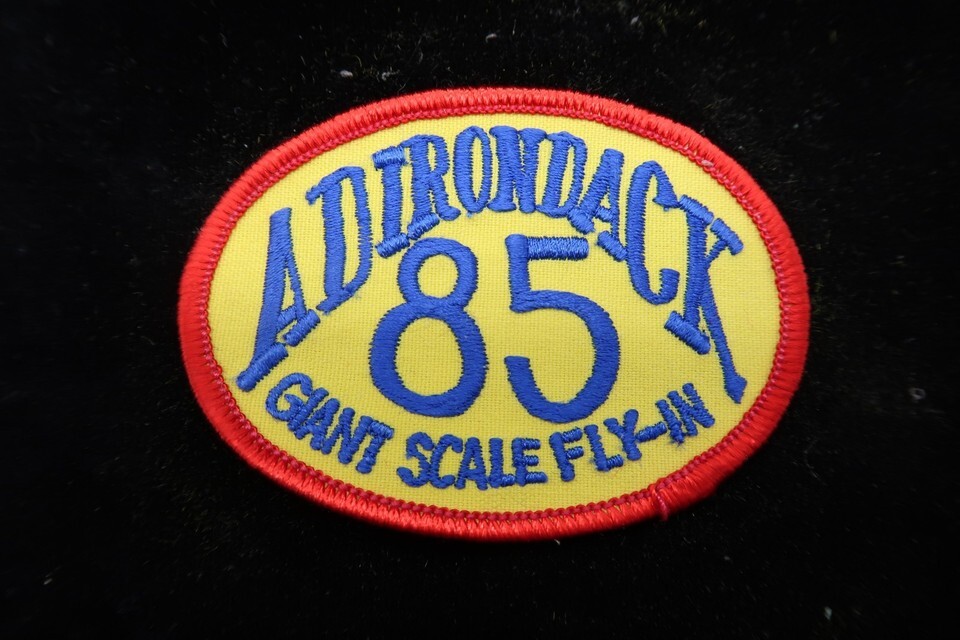 ADIRONDACK
85
GIANT SCALE FLY-IN